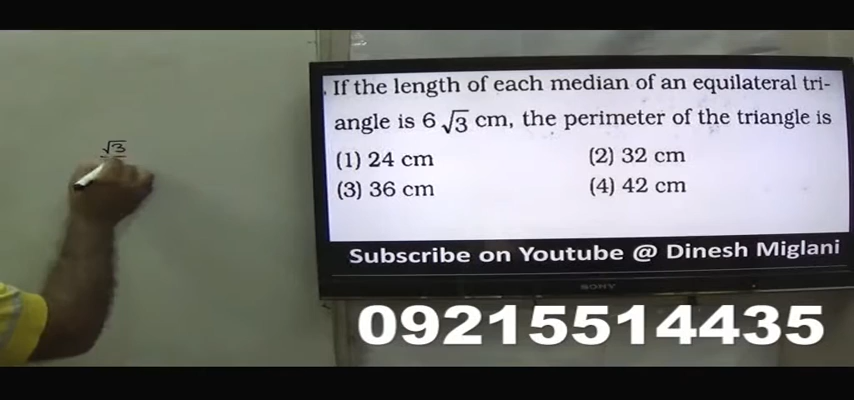 √3
. If the length of each median of an equilateral tri-
angle is 6 √3 cm, the perimeter of the triangle is
(1) 24 cm (2) 32 cm
(3) 36 cm (4) 42 cm
Subscribe on Youtube @ Dinesh Miglani
SONY
09215514435